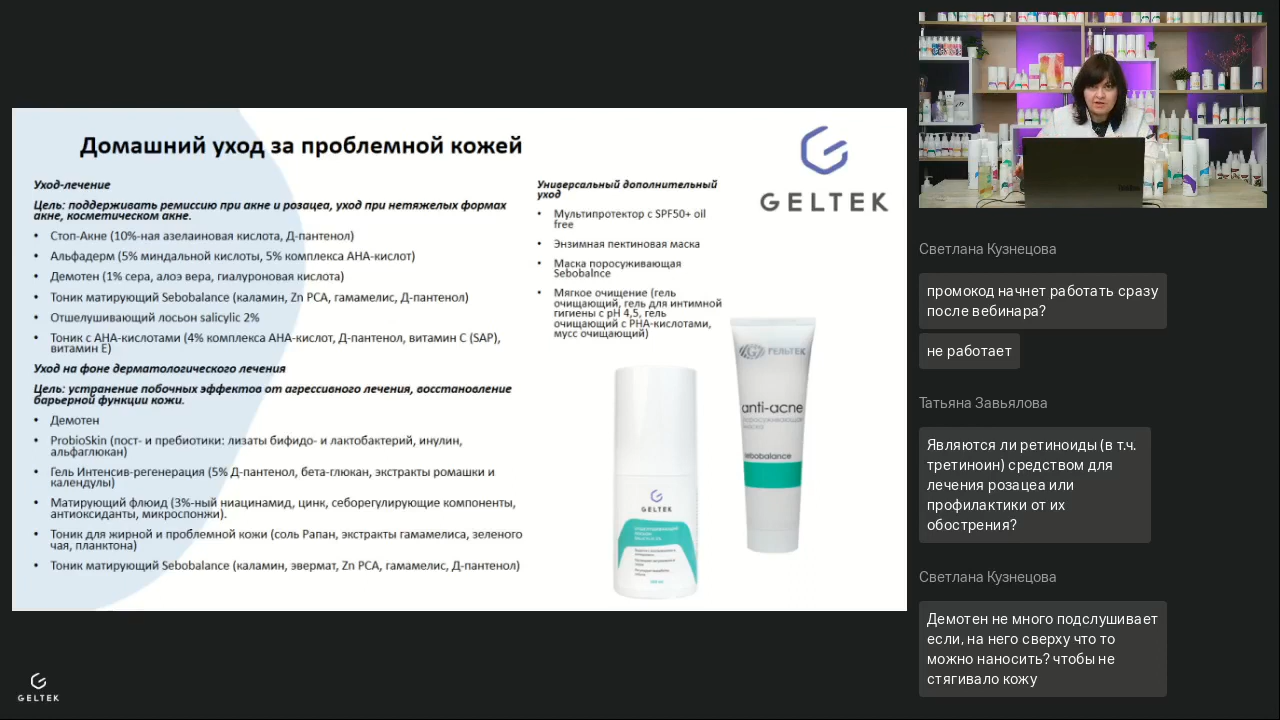 Домашний уход за проблемной кожей
GELTEK
Уход-лечение
Цель: поддерживать ремиссию при акне и розацеа, уход при нетяжелых формах
акне, косметическом акне.
• Стоп-Акне (10%-ная азелаиновая кислота, Д-пантенол)
• Альфадерм (5% миндальной кислоты, 5% комплекса АНА-кислот)
• Демотен (1% сера, алоэ вера, гиалуроновая кислота)
• Тоник матирующий Sebobalance (каламин, Zn PCA, гамамелис, Д-пантенол)
• Отшелушивающий лосьон salicylic 2%
• Тоник с АНА-кислотами (4% комплекса АНА-кислот, Д-пантенол, витамин С (SAP),
витамин Е)
Уход на фоне дерматологического лечения
Цель: устранение побочных эффектов от агрессивного лечения, восстановление
барьерной функции кожи.
• Демотен
• ProbioSkin (пост- и пребиотики: лизаты бифидо- и лактобактерий, инулин,
альфаглюкан)
• Гель Интенсив-регенерация (5% Д-пантенол, бета-глюкан, экстракты ромашки и
календулы)
• Матирующий флюид (3%-ный ниацинамид, цинк, себорегулирующие компоненты,
антиоксиданты, микроспонжи).
• Тоник для жирной и проблемной кожи (соль Рапан, экстракты гамамелиса, зеленого
чая, планктона)
• Тоник матирующий Sebobalance (каламин, эвермат, Zn PCA, гамамелис, Д-пантенол)
Универсальный дополнительный
уход
• Мультипротектор с SPF50+ oil
free
• Энзимная пектиновая маска
• Маска поросуживающая
Sebobalnce
• Мягкое очищение (гель
очищающий, гель для интимной
гигиены с рН 4,5, гель
очищающий с РНА-кислотами,
мусс очищающий)
ГЕЛЬТЕК
anti-acne
поросуживающая
маска
sebobalance
GELTEK
GELTEK
Светлана Кузнецова
промокод начнет работать сразу
после вебинара?
не работает
Татьяна Завьялова
Являются ли ретиноиды (в т.ч.
третиноин) средством для
лечения розацеа или
профилактики от их
обострения?
Светлана Кузнецова
Демотен не много подслушивает
если, на него сверху что то
можно наносить? чтобы не
стягивало кожу